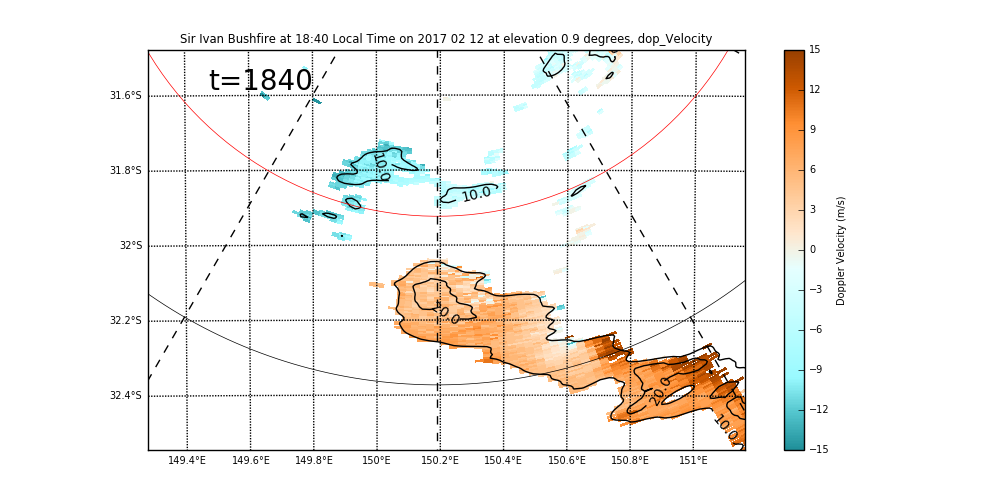 Sir Ivan Bushfire at 18:40 Local Time on 2017 02 12 at elevation 0.9 degrees, dop_Velocity
t=1840
31.6°S
31.8°S
32°S
32.2°S
32.4°S
149.4°E 149.6°E 149.8°E 150°E 150.2°E 150.4°E 150.6°E 150.8°E 151°E
10.0
10.0
20.0
10.0
15
12
9
6
3
0
−3
−6
−9
−12
−15
Doppler Velocity (m/s)